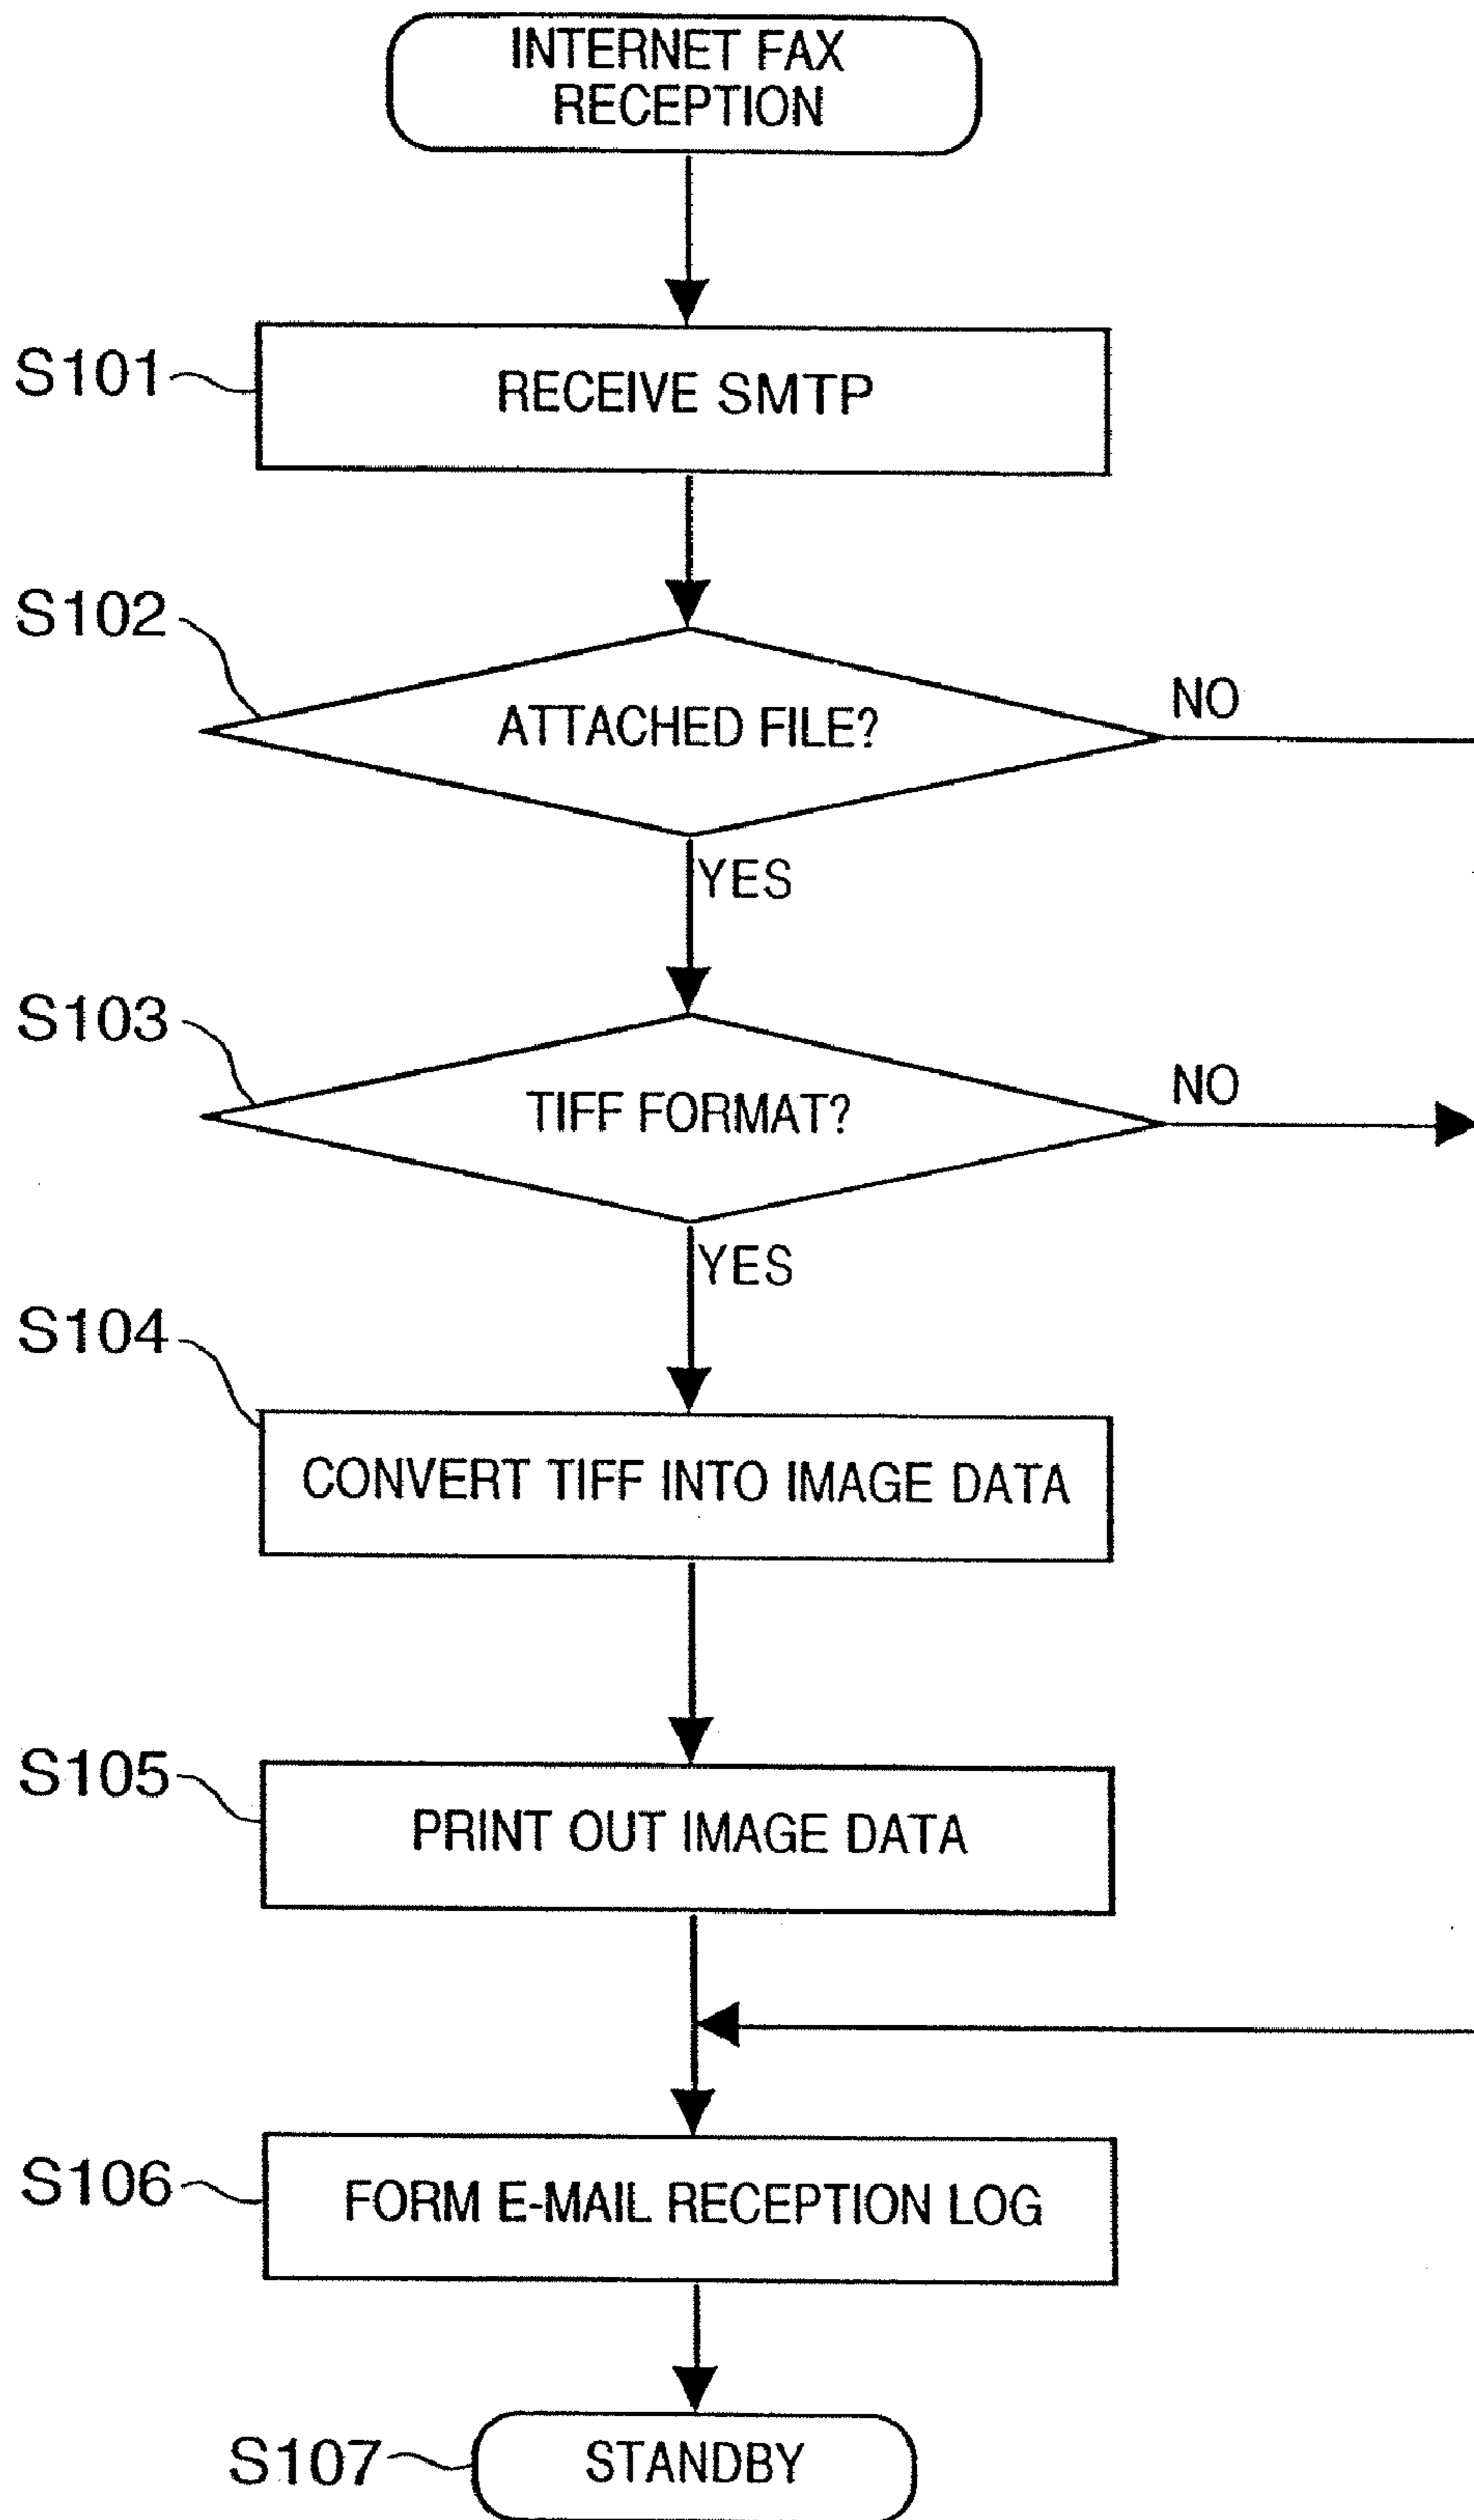 INTERNET FAX
RECEPTION
S101
RECEIVE SMTP
S102
ATTACHED FILE?
NO
YES
S103
TIFF FORMAT?
NO
YES
S104
CONVERT TIFF INTO IMAGE DATA
S105
PRINT OUT IMAGE DATA
S106
FORM E-MAIL RECEPTION LOG
S107
STANDBY